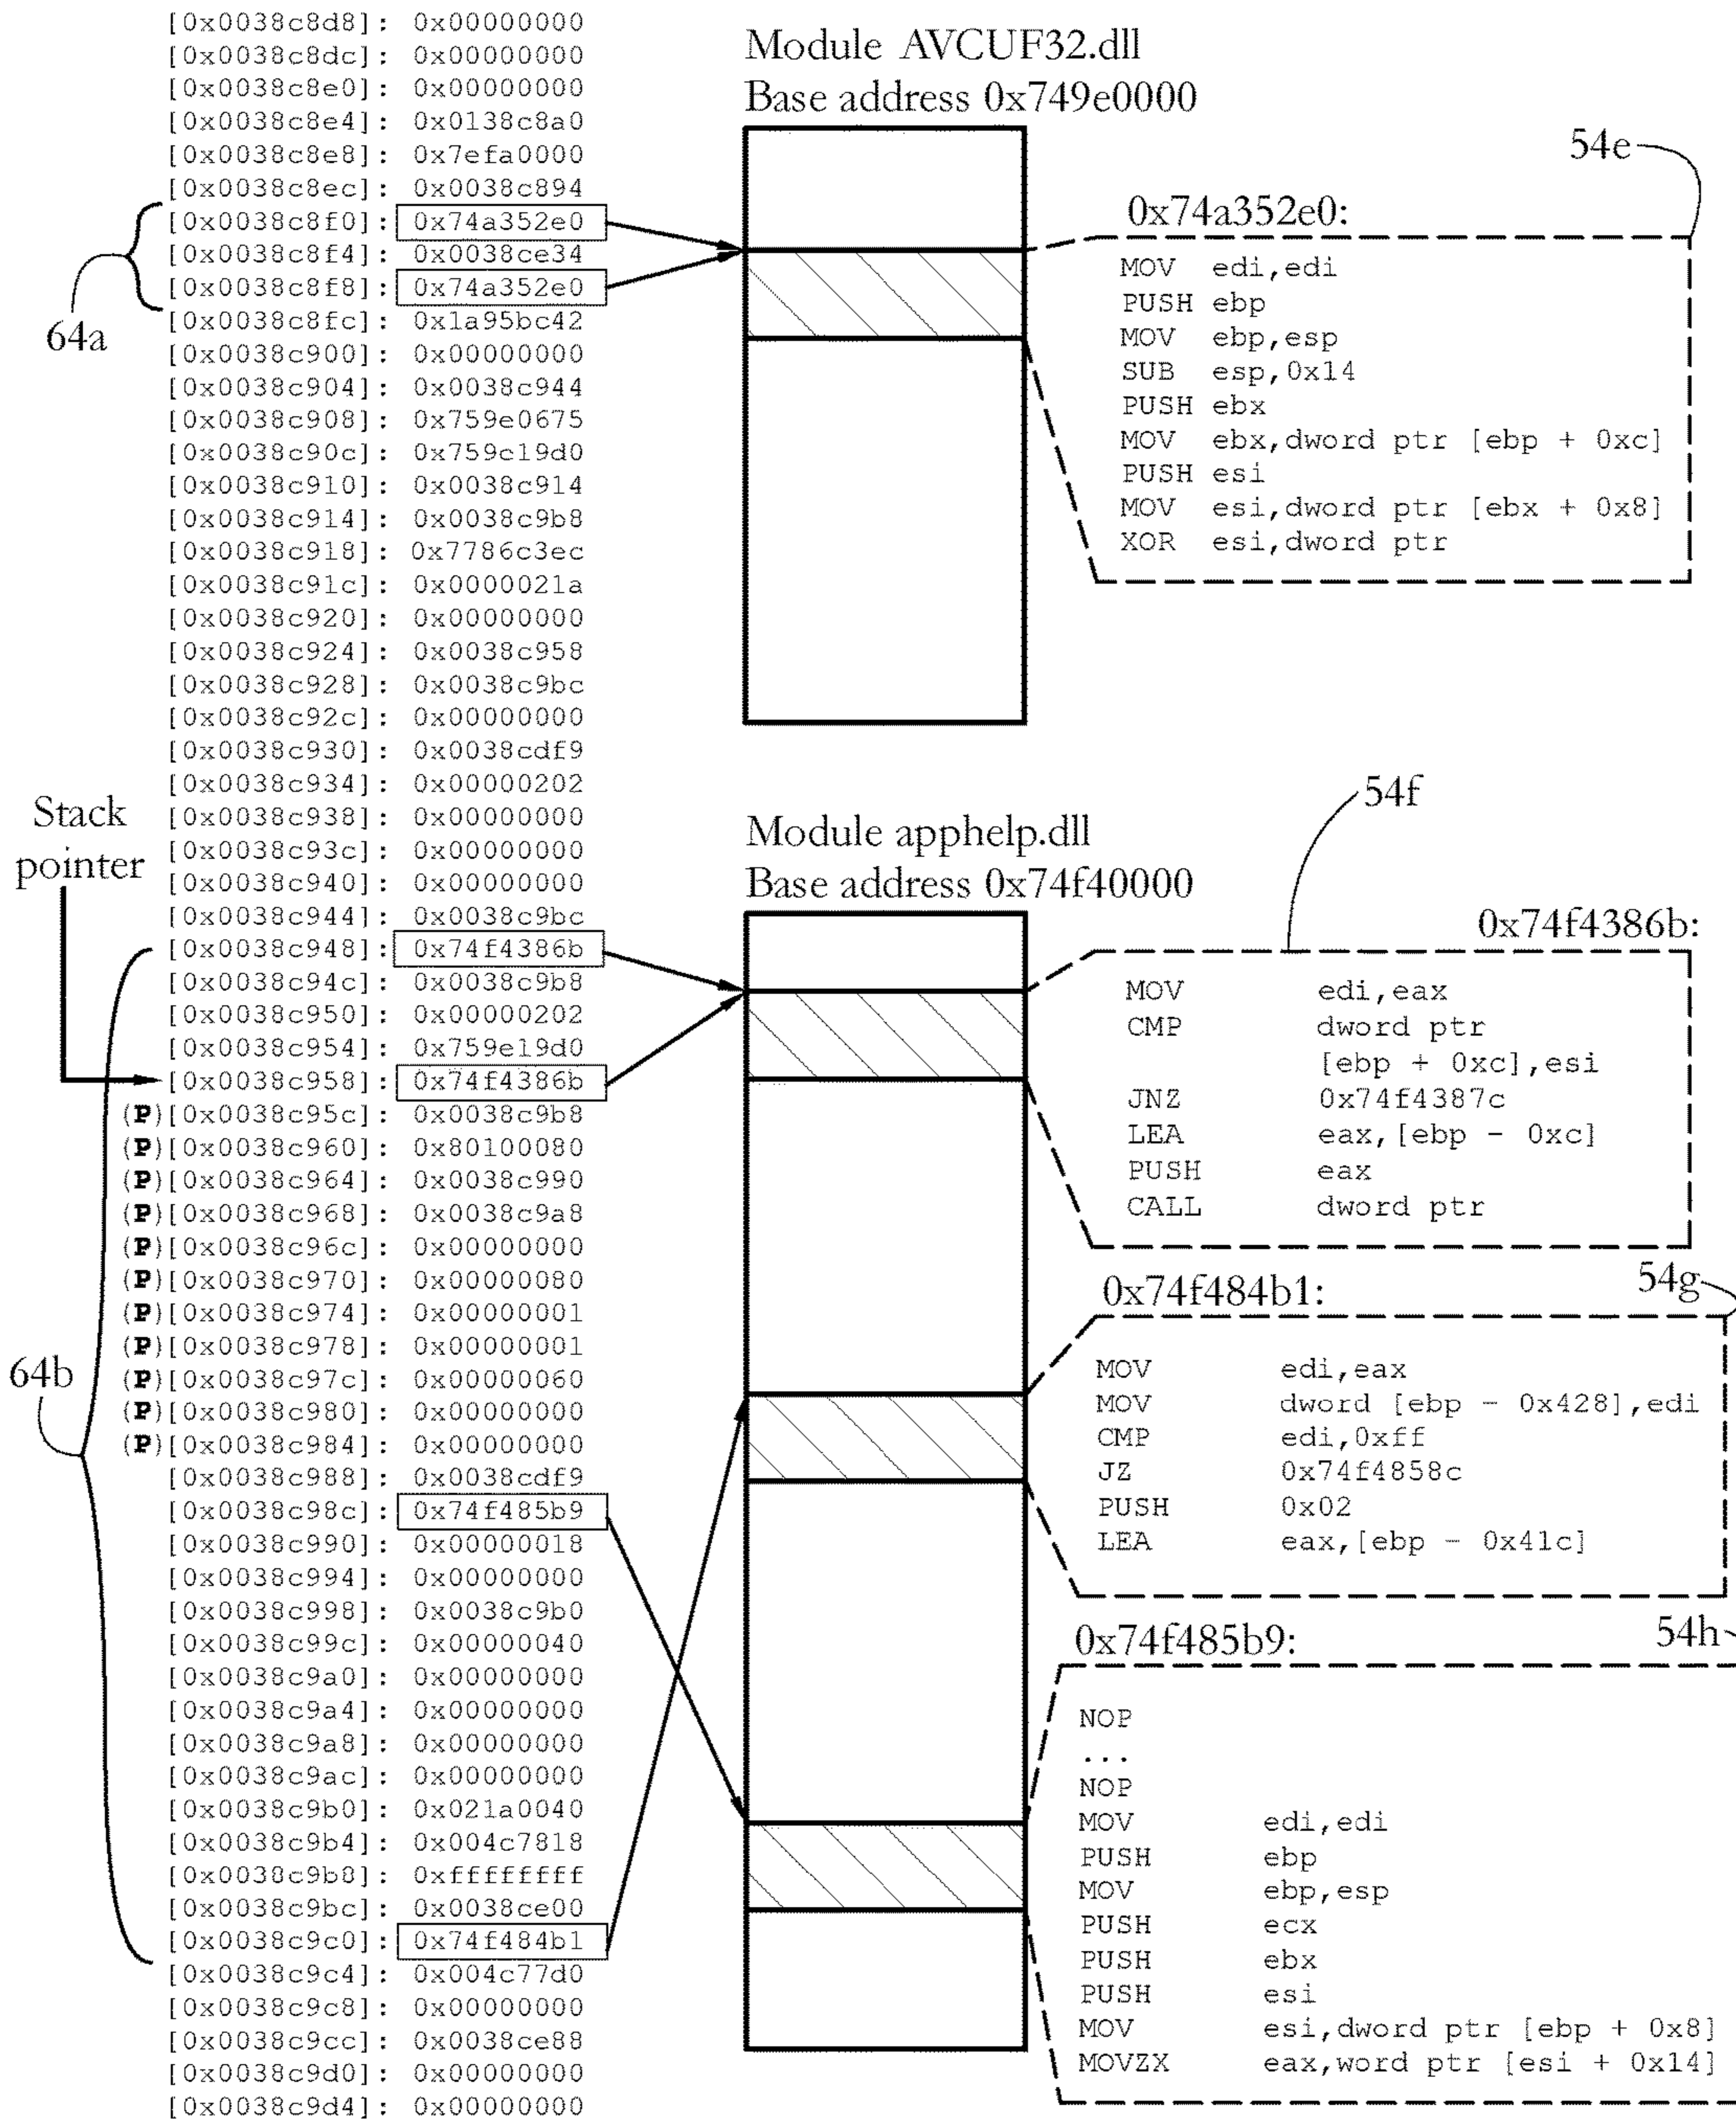 [0x0038c8d8]: 0x00000000
[0x0038c8dc]: 0x00000000
[0x0038c8e0]: 0x00000000
[0x0038c8e4]: 0x0138c8a0
[0x0038c8e8]: 0x7efa0000
[0x0038c8ec]: 0x0038c894
[0x0038c8f0]: 0x74a352e0
[0x0038c8f4]: 0x0038ce34
[0x0038c8f8]: 0x74a352e0
[0x0038c8fc]: 0x1a95bc42
[0x0038c900]: 0x00000000
[0x0038c904]: 0x0038c944
[0x0038c908]: 0x759e0675
[0x0038c90c]: 0x759c19d0
[0x0038c910]: 0x0038c914
[0x0038c914]: 0x0038c9b8
[0x0038c918]: 0x7786c3ec
[0x0038c91c]: 0x0000021a
[0x0038c920]: 0x00000000
[0x0038c924]: 0x0038c958
[0x0038c928]: 0x0038c9bc
[0x0038c92c]: 0x00000000
[0x0038c930]: 0x0038cdf9
[0x0038c934]: 0x00000202
[0x0038c938]: 0x00000000
[0x0038c93c]: 0x00000000
[0x0038c940]: 0x00000000
[0x0038c944]: 0x0038c9bc
[0x0038c948]: 0x74f4386b
[0x0038c94c]: 0x0038c9b8
[0x0038c950]: 0x00000202
[0x0038c954]: 0x759e19d0
[0x0038c958]: 0x74f4386b
(P)[0x0038c95c]: 0x0038c9b8
(P)[0x0038c960]: 0x80100080
(P)[0x0038c964]: 0x0038c990
(P)[0x0038c968]: 0x0038c9a8
(P)[0x0038c96c]: 0x00000000
(P)[0x0038c970]: 0x00000080
(P)[0x0038c974]: 0x00000001
(P)[0x0038c978]: 0x00000001
(P)[0x0038c97c]: 0x00000060
(P)[0x0038c980]: 0x00000000
(P)[0x0038c984]: 0x00000000
[0x0038c988]: 0x0038cdf9
[0x0038c98c]: 0x74f485b9
[0x0038c990]: 0x00000018
[0x0038c994]: 0x00000000
[0x0038c998]: 0x0038c9b0
[0x0038c99c]: 0x00000040
[0x0038c9a0]: 0x00000000
[0x0038c9a4]: 0x00000000
[0x0038c9a8]: 0x00000000
[0x0038c9ac]: 0x00000000
[0x0038c9b0]: 0x021a0040
[0x0038c9b4]: 0x004c7818
[0x0038c9b8]: 0xffffffff
[0x0038c9bc]: 0x0038ce00
[0x0038c9c0]: 0x74f484b1
[0x0038c9c4]: 0x004c77d0
[0x0038c9c8]: 0x00000000
[0x0038c9cc]: 0x0038ce88
[0x0038c9d0]: 0x00000000
[0x0038c9d4]: 0x00000000
64a
Stack
pointer
64b
Module AVCUF32.dll
Base address 0x749e0000
54e
0x74a352e0:
MOV edi,edi
PUSH ebp
MOV ebp,esp
SUB esp,0x14
PUSH ebx
MOV ebx,dword ptr [ebp + 0xc]
PUSH esi
MOV esi,dword ptr [ebx + 0x8]
XOR esi,dword ptr
Module apphelp.dll
Base address 0x74f40000
54f
0x74f4386b:
MOV edi,eax
CMP dword ptr
[ebp + 0xc],esi
JNZ 0x74f4387c
LEA eax,[ebp - 0xc]
PUSH eax
CALL dword ptr
54g
0x74f484b1:
MOV edi,eax
MOV dword [ebp - 0x428],edi
CMP edi,0xff
JZ 0x74f4858c
PUSH 0x02
LEA eax,[ebp - 0x41c]
54h
0x74f485b9:
NOP
...
NOP
MOV edi,edi
PUSH ebp
MOV ebp,esp
PUSH ecx
PUSH ebx
PUSH esi
MOV esi,dword ptr [ebp + 0x8]
MOVZX eax,word ptr [esi + 0x14]